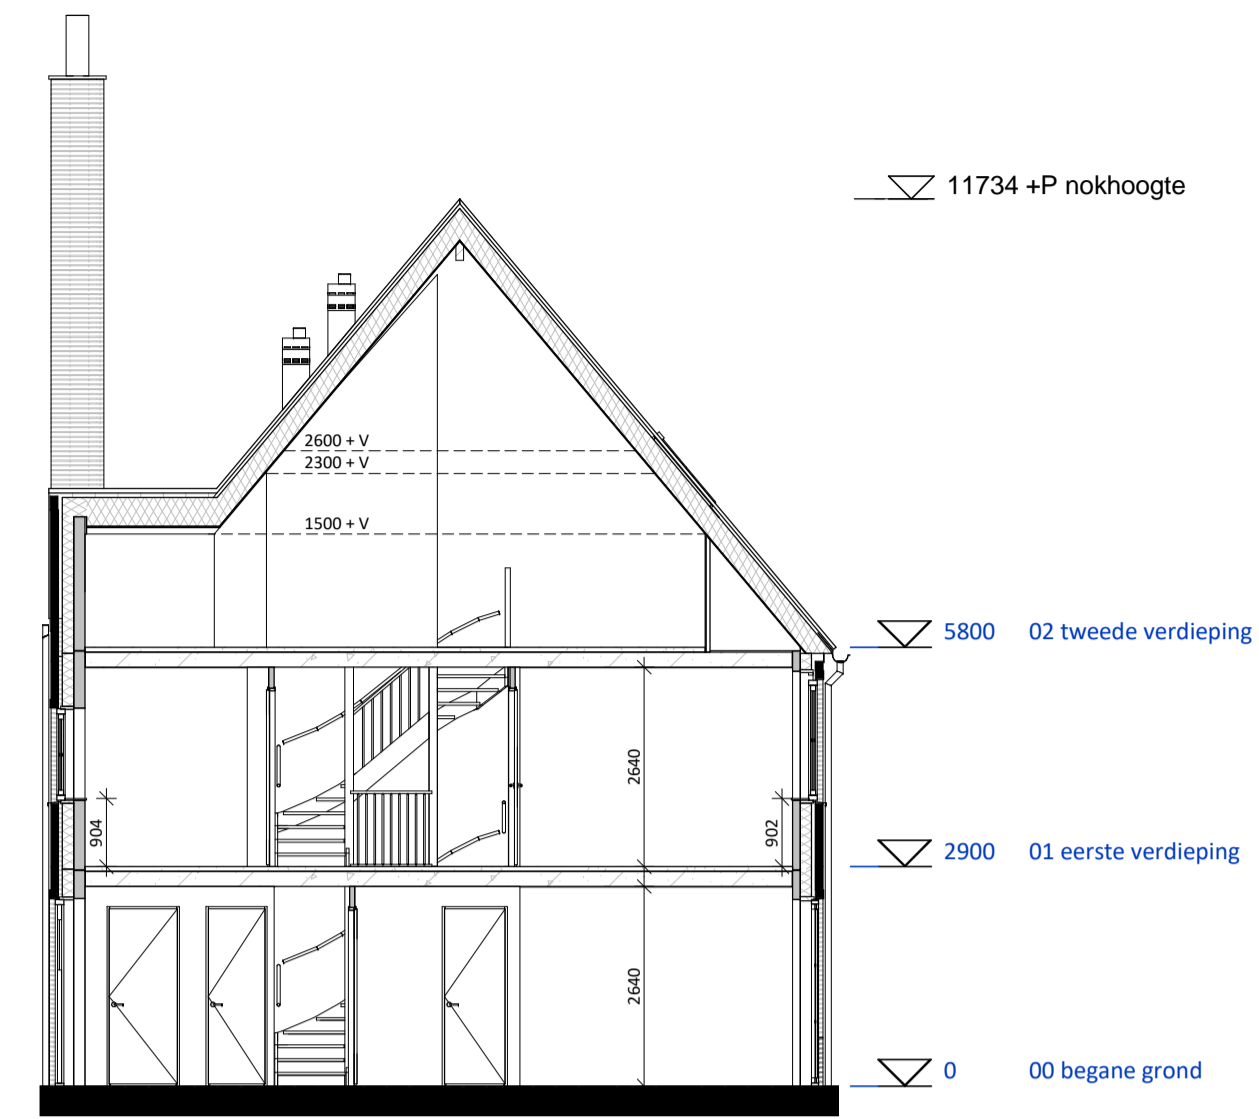 11734 +P nokhoogte
2600 + V
2300 + V
1500 + V
5800 02 tweede verdieping
2640
904
902
2900 01 eerste verdieping
2640
0 00 begane grond